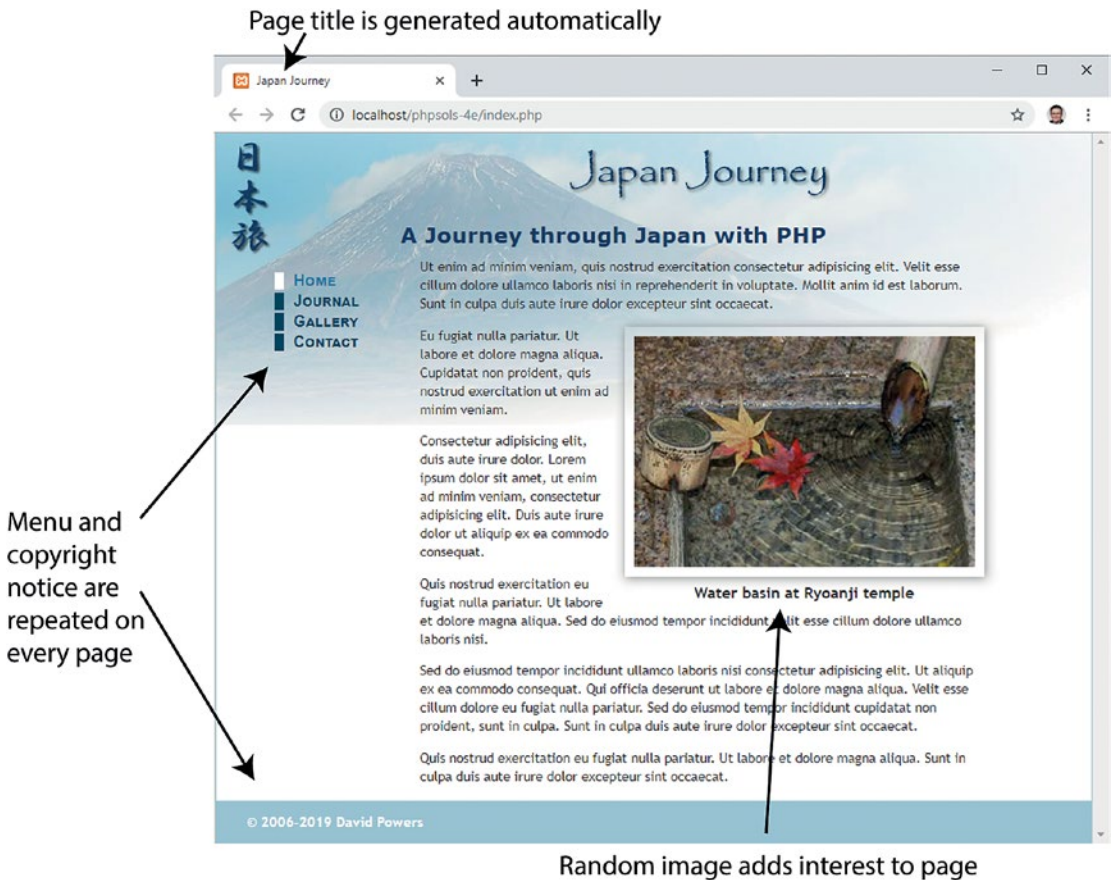 Page title is generated automatically
Japan Journey
localhost/phpsols-4e/index.php
日本旅
Japan Journey
A Journey through Japan with PHP
HOME
JOURNAL
GALLERY
CONTACT
Ut enim ad minim veniam, quis nostrud exercitation consectetur adipisicing elit. Velit esse
cillum dolore ullamco laboris nisi in reprehenderit in voluptate. Mollit anim id est laborum.
Sunt in culpa duis aute irure dolor excepteur sint occaecat.
Eu fugiat nulla pariatur. Ut
labore et dolore magna aliqua.
Cupidatat non proident, quis
nostrud exercitation ut enim ad
minim veniam.
Consectetur adipisicing elit,
duis aute irure dolor. Lorem
ipsum dolor sit amet, ut enim
ad minim veniam, consectetur
adipisicing elit. Duis aute irure
dolor ut aliquip ex ea commodo
consequat.
Water basin at Ryoanji temple
Quis nostrud exercitation eu
fugiat nulla pariatur. Ut labore
et dolore magna aliqua. Sed do eiusmod tempor incididunt velit esse cillum dolore ullamco
laboris nisi.
Sed do eiusmod tempor incididunt ullamco laboris nisi consectetur adipisicing elit. Ut aliquip
ex ea commodo consequat. Qui officia deserunt ut labore et dolore magna aliqua. Velit esse
cillum dolore eu fugiat nulla pariatur. Sed do eiusmod tempor incididunt cupidatat non
proident, sunt in culpa. Sunt in culpa duis aute irure dolor excepteur sint occaecat.
Quis nostrud exercitation eu fugiat nulla pariatur. Ut labore et dolore magna aliqua. Sunt in
culpa duis aute irure dolor excepteur sint occaecat.
© 2006–2019 David Powers
Menu and
copyright
notice are
repeated on
every page
Random image adds interest to page